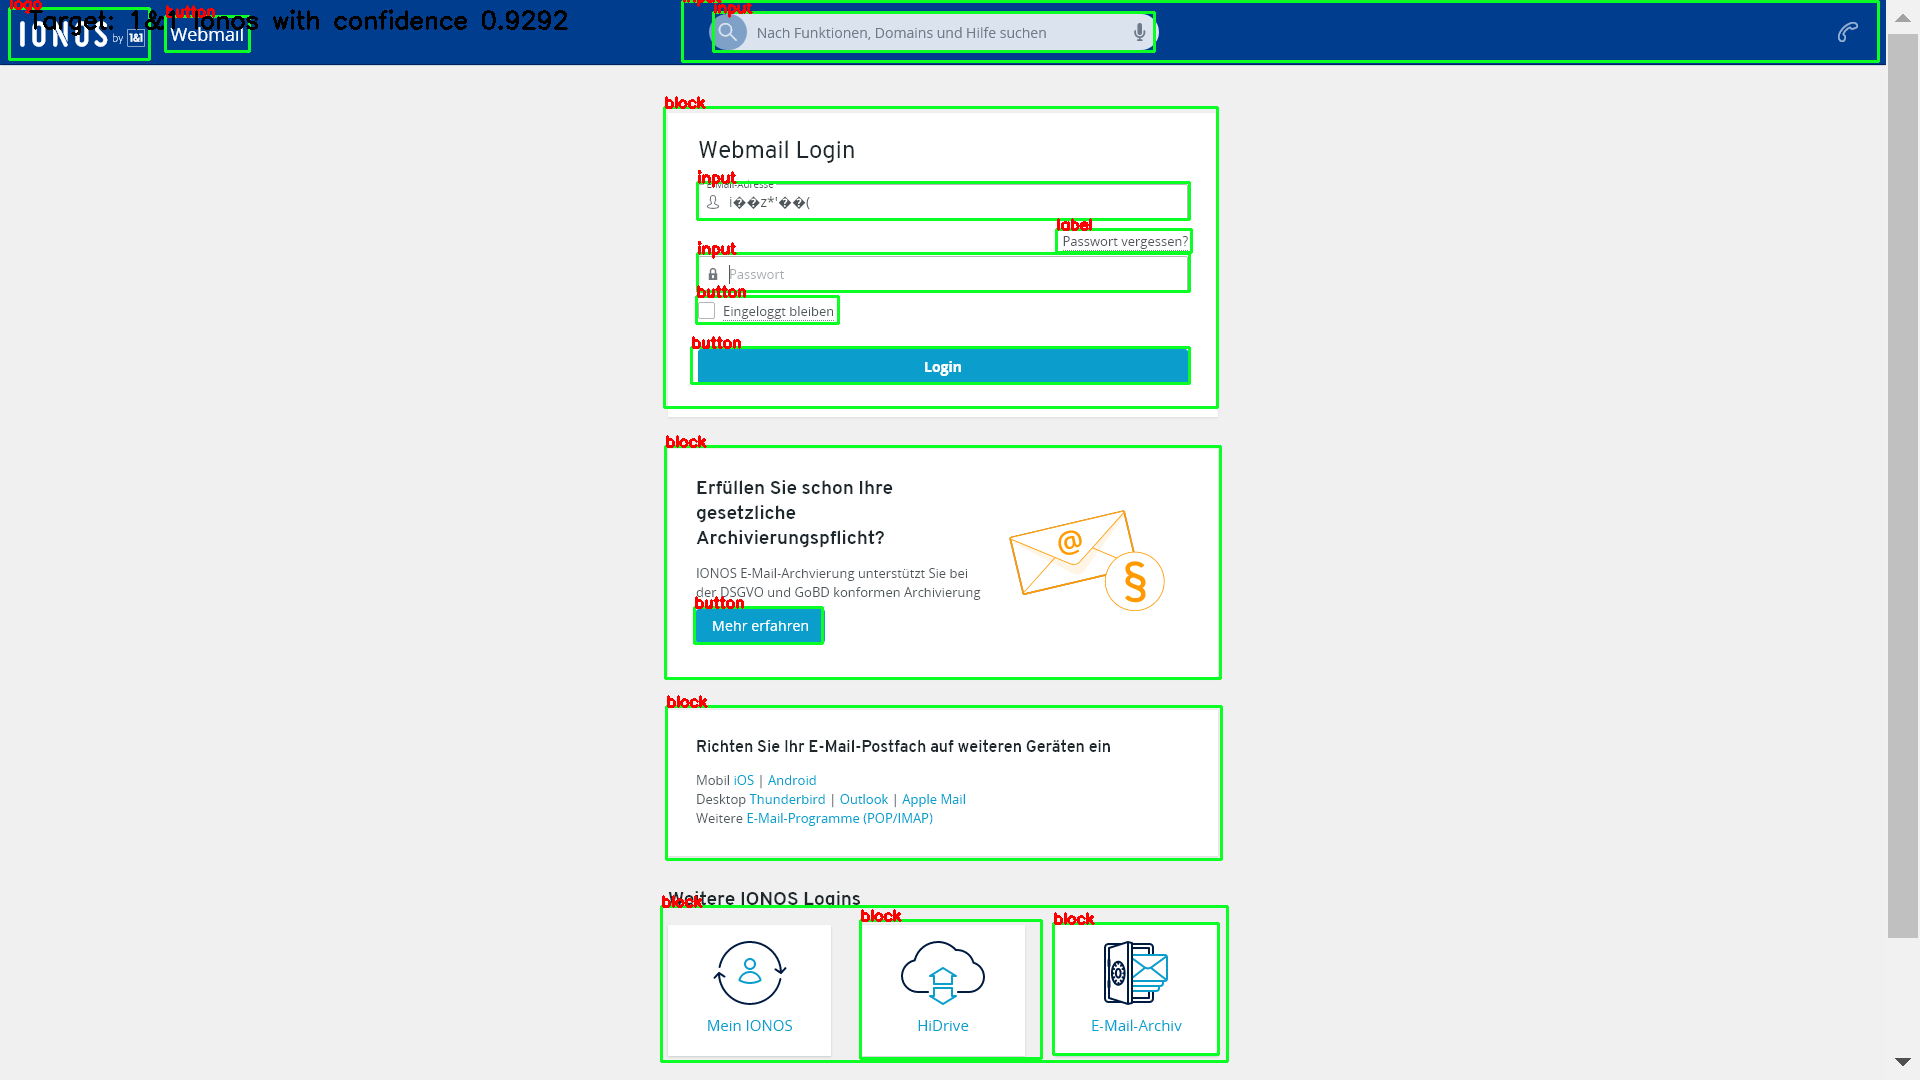 Target: 1&1 Ionos with confidence 0.9292
logo
IONOS by 1&1
button
Webmail
input
input
Nach Funktionen, Domains und Hilfe suchen
block
Webmail Login
input
E-Mail-Adresse
i��z*'��(
label
Passwort vergessen?
input
Passwort
button
Eingeloggt bleiben
button
Login
block
Erfüllen Sie schon Ihre
gesetzliche
Archivierungspflicht?
IONOS E-Mail-Archvierung unterstützt Sie bei
der DSGVO und GoBD konformen Archivierung
@
§
button
Mehr erfahren
block
Richten Sie Ihr E-Mail-Postfach auf weiteren Geräten ein
Mobil iOS | Android
Desktop Thunderbird | Outlook | Apple Mail
Weitere E-Mail-Programme (POP/IMAP)
Weitere IONOS Logins
block
block
block
Mein IONOS
HiDrive
E-Mail-Archiv